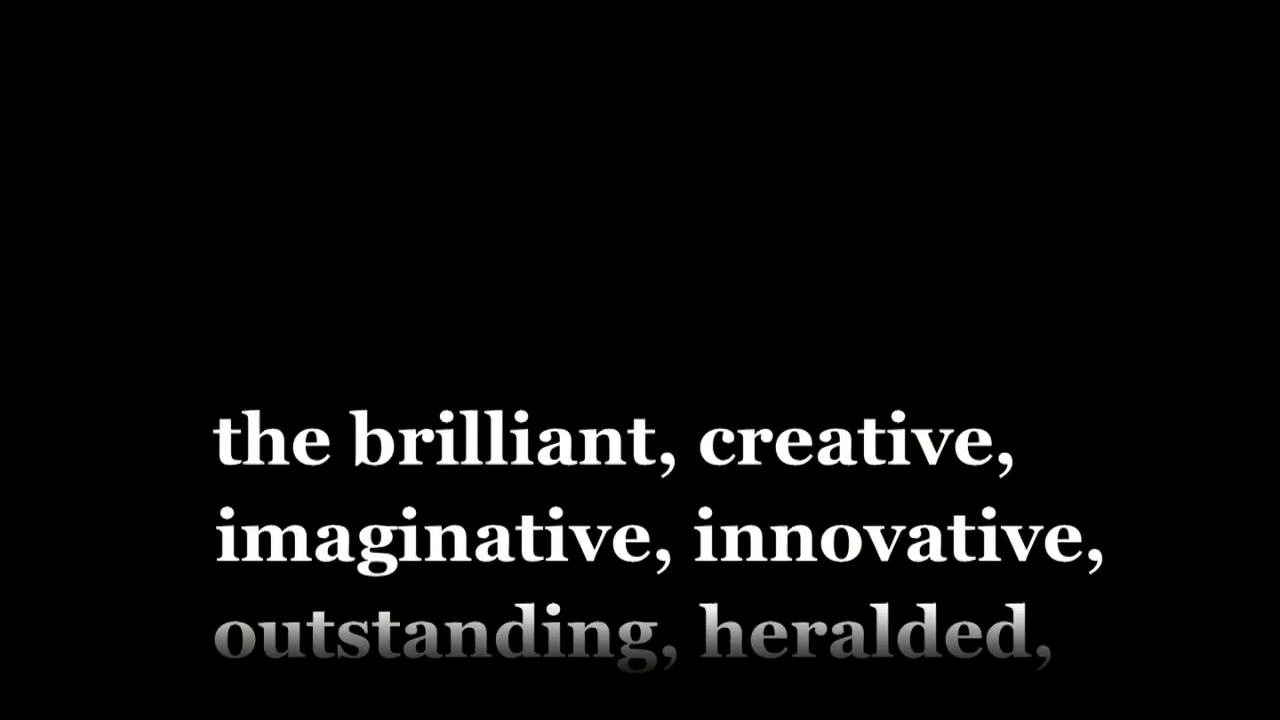 the brilliant, creative,
imaginative, innovative,
outstanding, heralded,